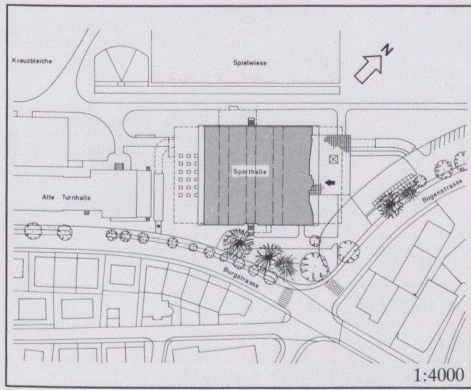 Kreuzbleiche
Spielwiese
N
Sporthalle
Alte Turnhalle
Bogenstrasse
Burgstrasse
1:4000